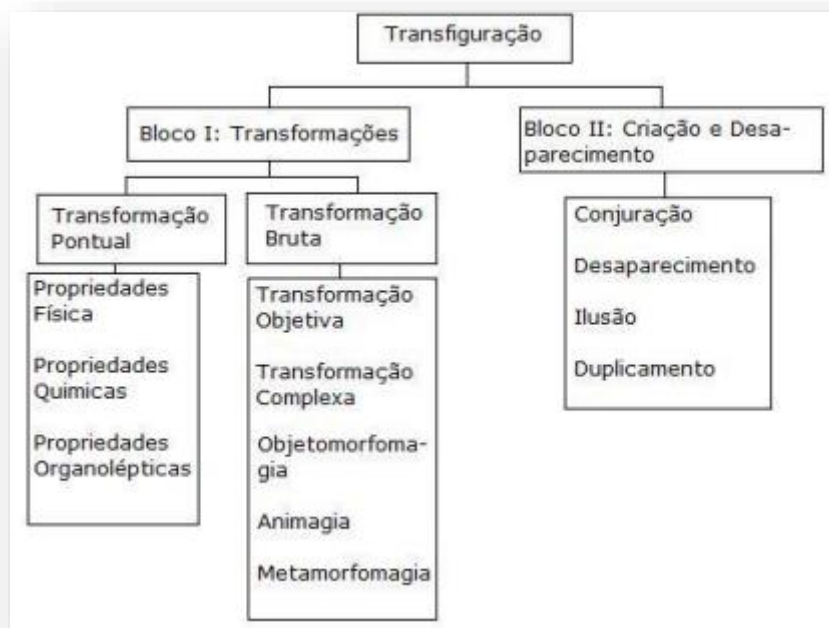 Transfiguração
Bloco I: Transformações
Bloco II: Criação e Desa-
parecimento
Transformação
Pontual
Transformação
Bruta
Propriedades
Física
Propriedades
Quimicas
Propriedades
Organolépticas
Transformação
Objetiva
Transformação
Complexa
Objetomorfoma-
gia
Animagia
Metamorfomagia
Conjuração
Desaparecimento
Ilusão
Duplicamento